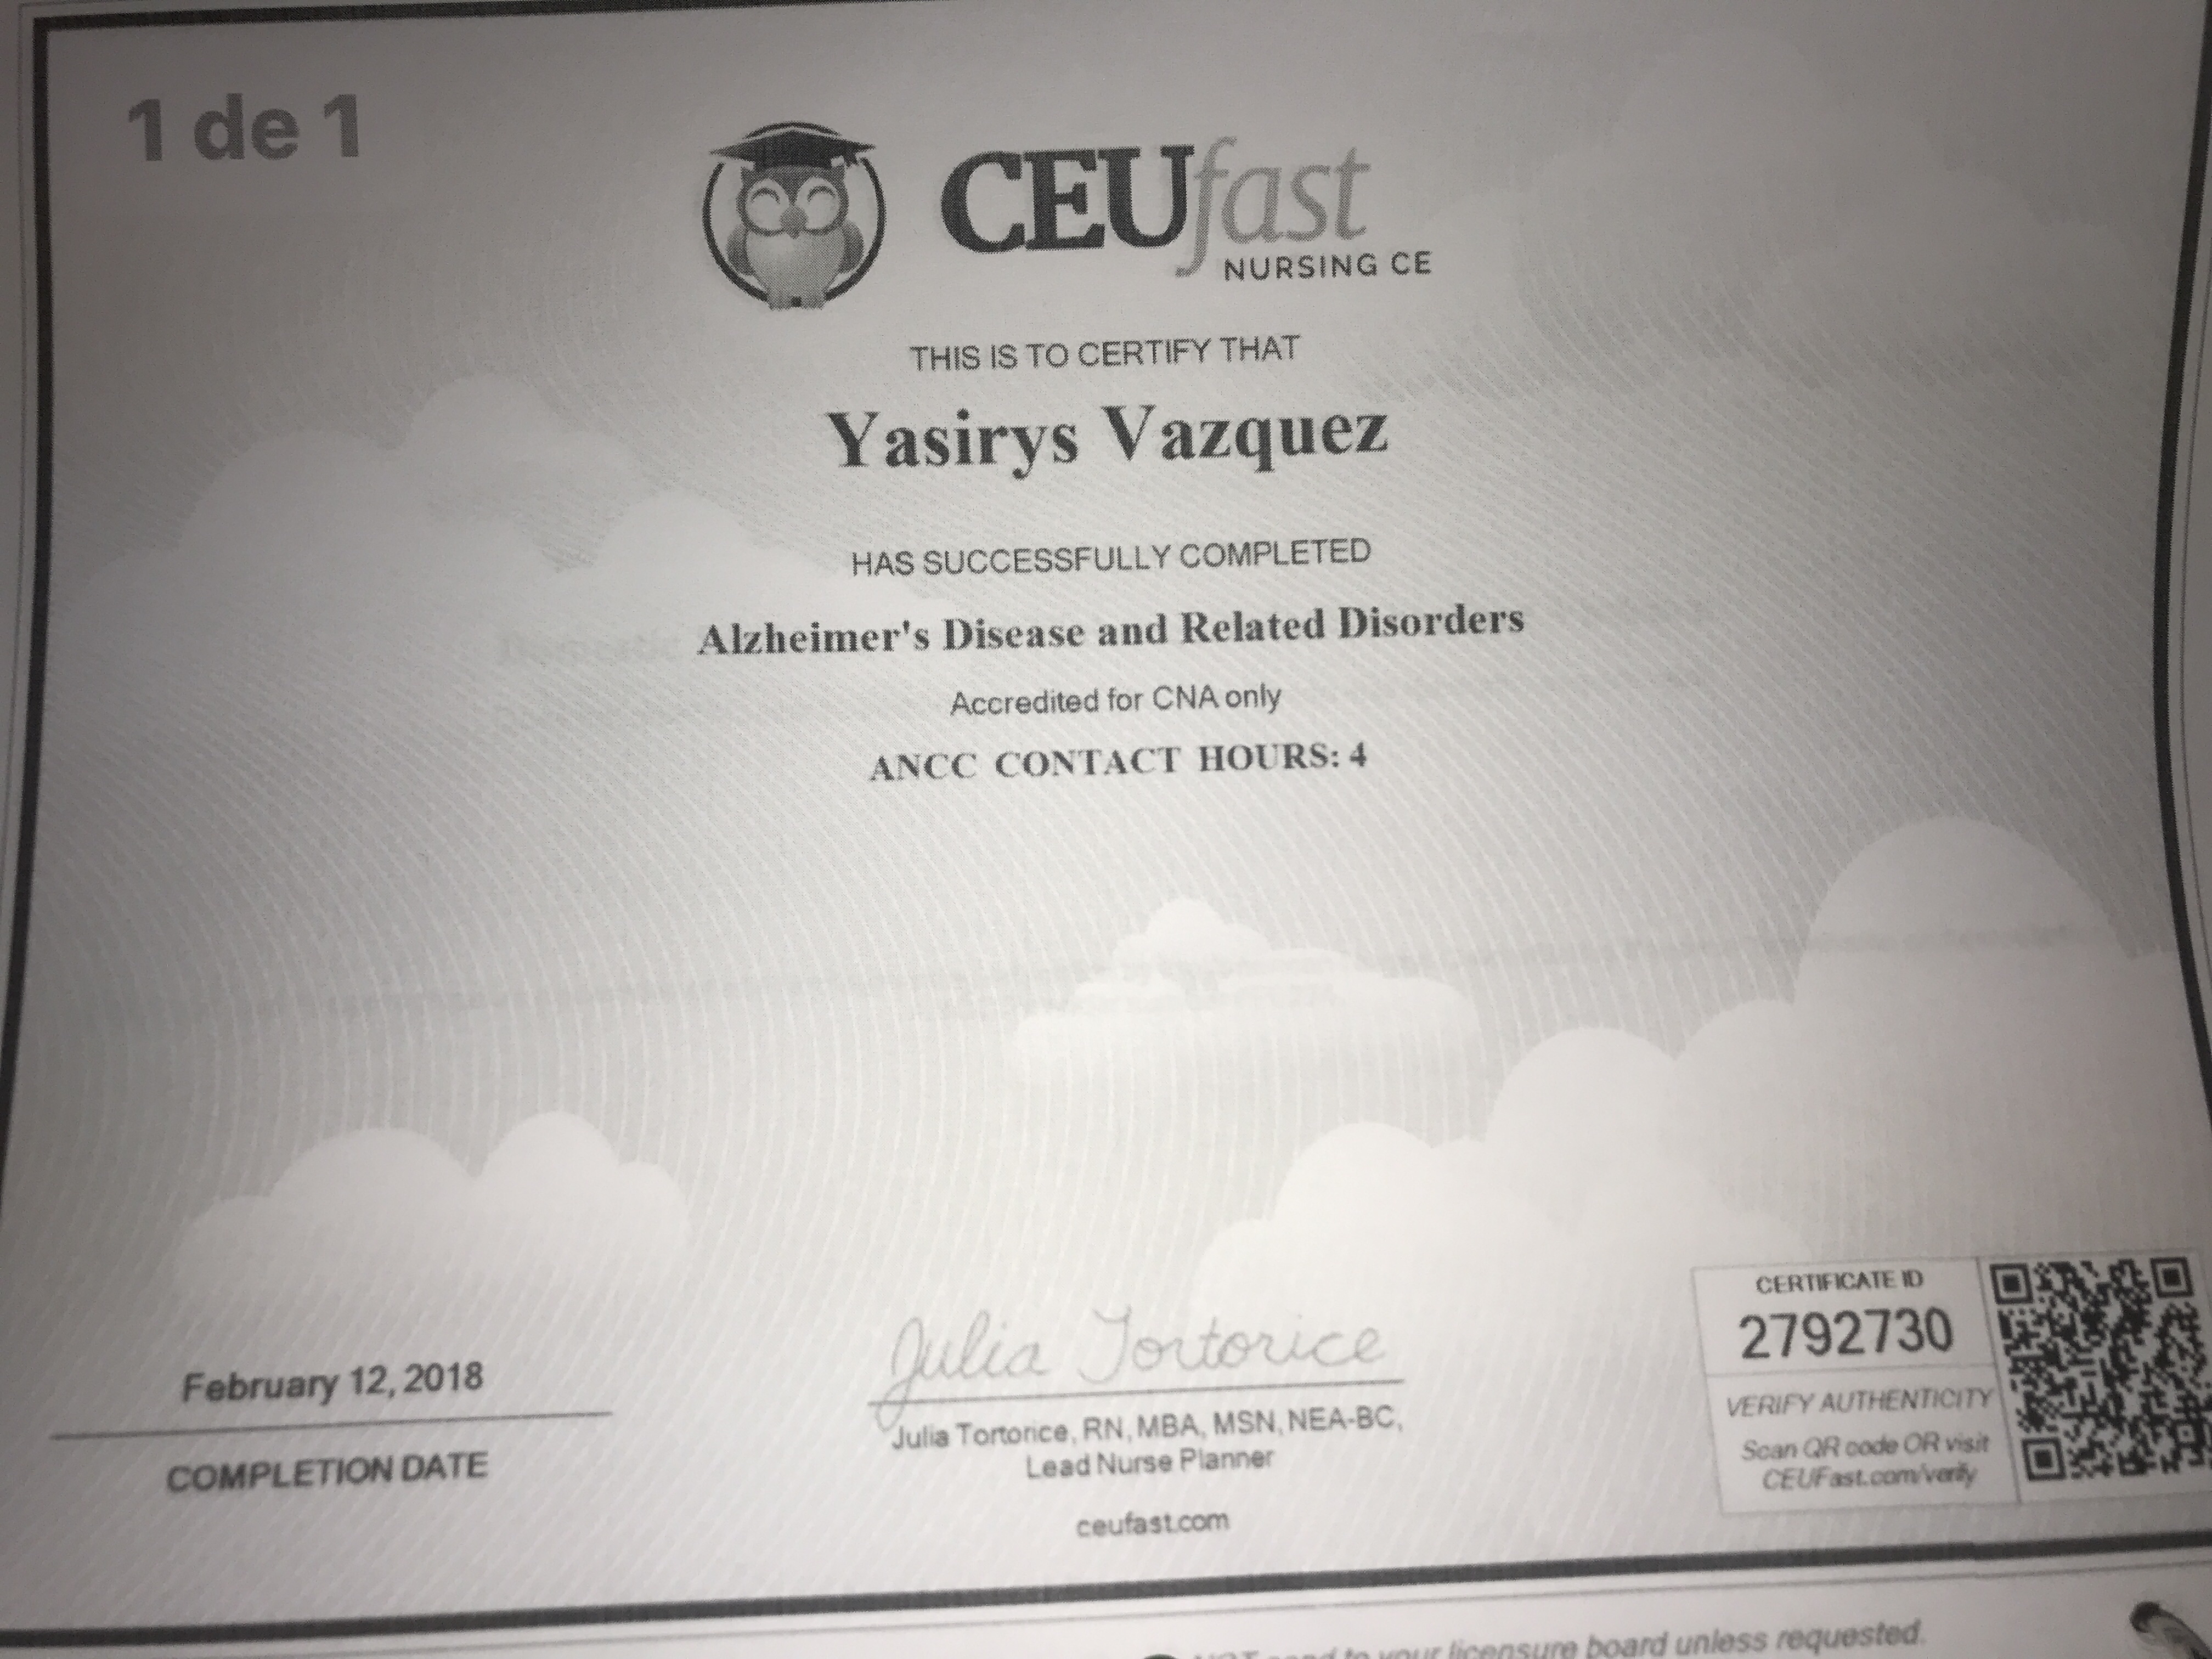 1 de 1
CEUfast
NURSING CE
THIS IS TO CERTIFY THAT
Yasirys Vazquez
HAS SUCCESSFULLY COMPLETED
Alzheimer's Disease and Related Disorders
Accredited for CNA only
ANCC CONTACT HOURS: 4
February 12, 2018
COMPLETION DATE
Julia Tortorice
Julia Tortorice, RN, MBA, MSN, NEA-BC,
Lead Nurse Planner
ceufast.com
CERTIFICATE ID
2792730
VERIFY AUTHENTICITY
Scan QR code OR visit
CEUFast.com/verify
NOT send to your licensure board unless requested.